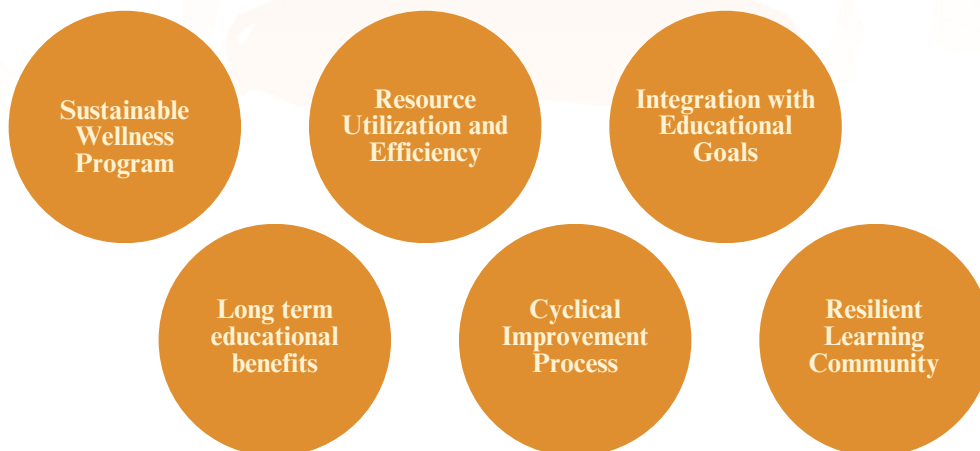 Sustainable
Wellness
Program
Resource
Utilization and
Efficiency
Integration with
Educational
Goals
Long term
educational
benefits
Cyclical
Improvement
Process
Resilient
Learning
Community